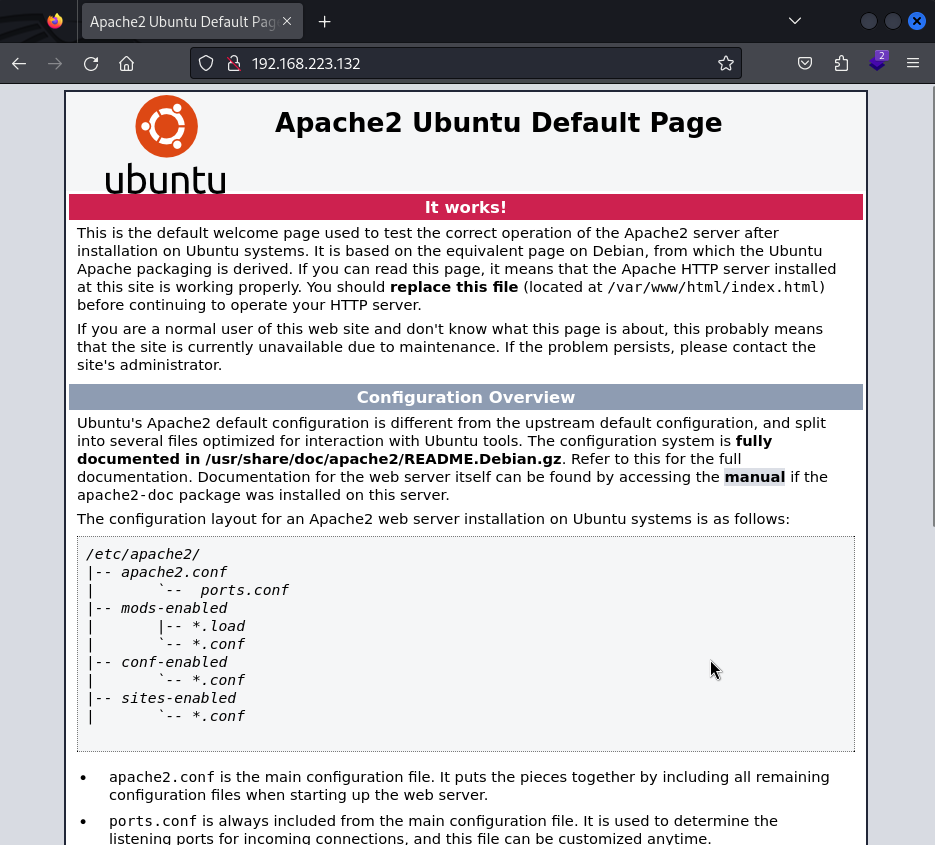 Apache2 Ubuntu Default Pag
192.168.223.132
2
ubuntu
Apache2 Ubuntu Default Page
It works!
This is the default welcome page used to test the correct operation of the Apache2 server after
installation on Ubuntu systems. It is based on the equivalent page on Debian, from which the Ubuntu
Apache packaging is derived. If you can read this page, it means that the Apache HTTP server installed
at this site is working properly. You should replace this file (located at /var/www/html/index.html)
before continuing to operate your HTTP server.
If you are a normal user of this web site and don't know what this page is about, this probably means
that the site is currently unavailable due to maintenance. If the problem persists, please contact the
site's administrator.
Configuration Overview
Ubuntu's Apache2 default configuration is different from the upstream default configuration, and split
into several files optimized for interaction with Ubuntu tools. The configuration system is fully
documented in /usr/share/doc/apache2/README.Debian.gz. Refer to this for the full
documentation. Documentation for the web server itself can be found by accessing the manual if the
apache2-doc package was installed on this server.
The configuration layout for an Apache2 web server installation on Ubuntu systems is as follows:
/etc/apache2/
|-- apache2.conf
|       `--  ports.conf
|-- mods-enabled
|       |-- *.load
|       `-- *.conf
|-- conf-enabled
|       `-- *.conf
|-- sites-enabled
|       `-- *.conf
• apache2.conf is the main configuration file. It puts the pieces together by including all remaining
configuration files when starting up the web server.
• ports.conf is always included from the main configuration file. It is used to determine the
listening ports for incoming connections, and this file can be customized anytime.